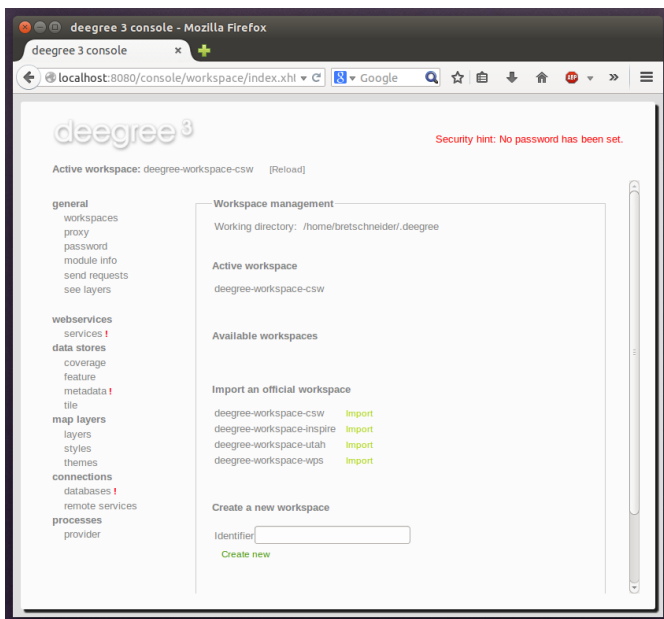 deegree 3 console - Mozilla Firefox
deegree 3 console
localhost:8080/console/workspace/index.xhl
Google
ABP
deegree 3
Security hint: No password has been set.
Active workspace: deegree-workspace-csw [Reload]
general
workspaces
proxy
password
module info
send requests
see layers
webservices
services !
data stores
coverage
feature
metadata !
tile
map layers
layers
styles
themes
connections
databases !
remote services
processes
provider
Workspace management
Working directory: /home/bretschneider/.deegree
Active workspace
deegree-workspace-csw
Available workspaces
Import an official workspace
deegree-workspace-csw Import
deegree-workspace-inspire Import
deegree-workspace-utah Import
deegree-workspace-wps Import
Create a new workspace
Identifier
Create new